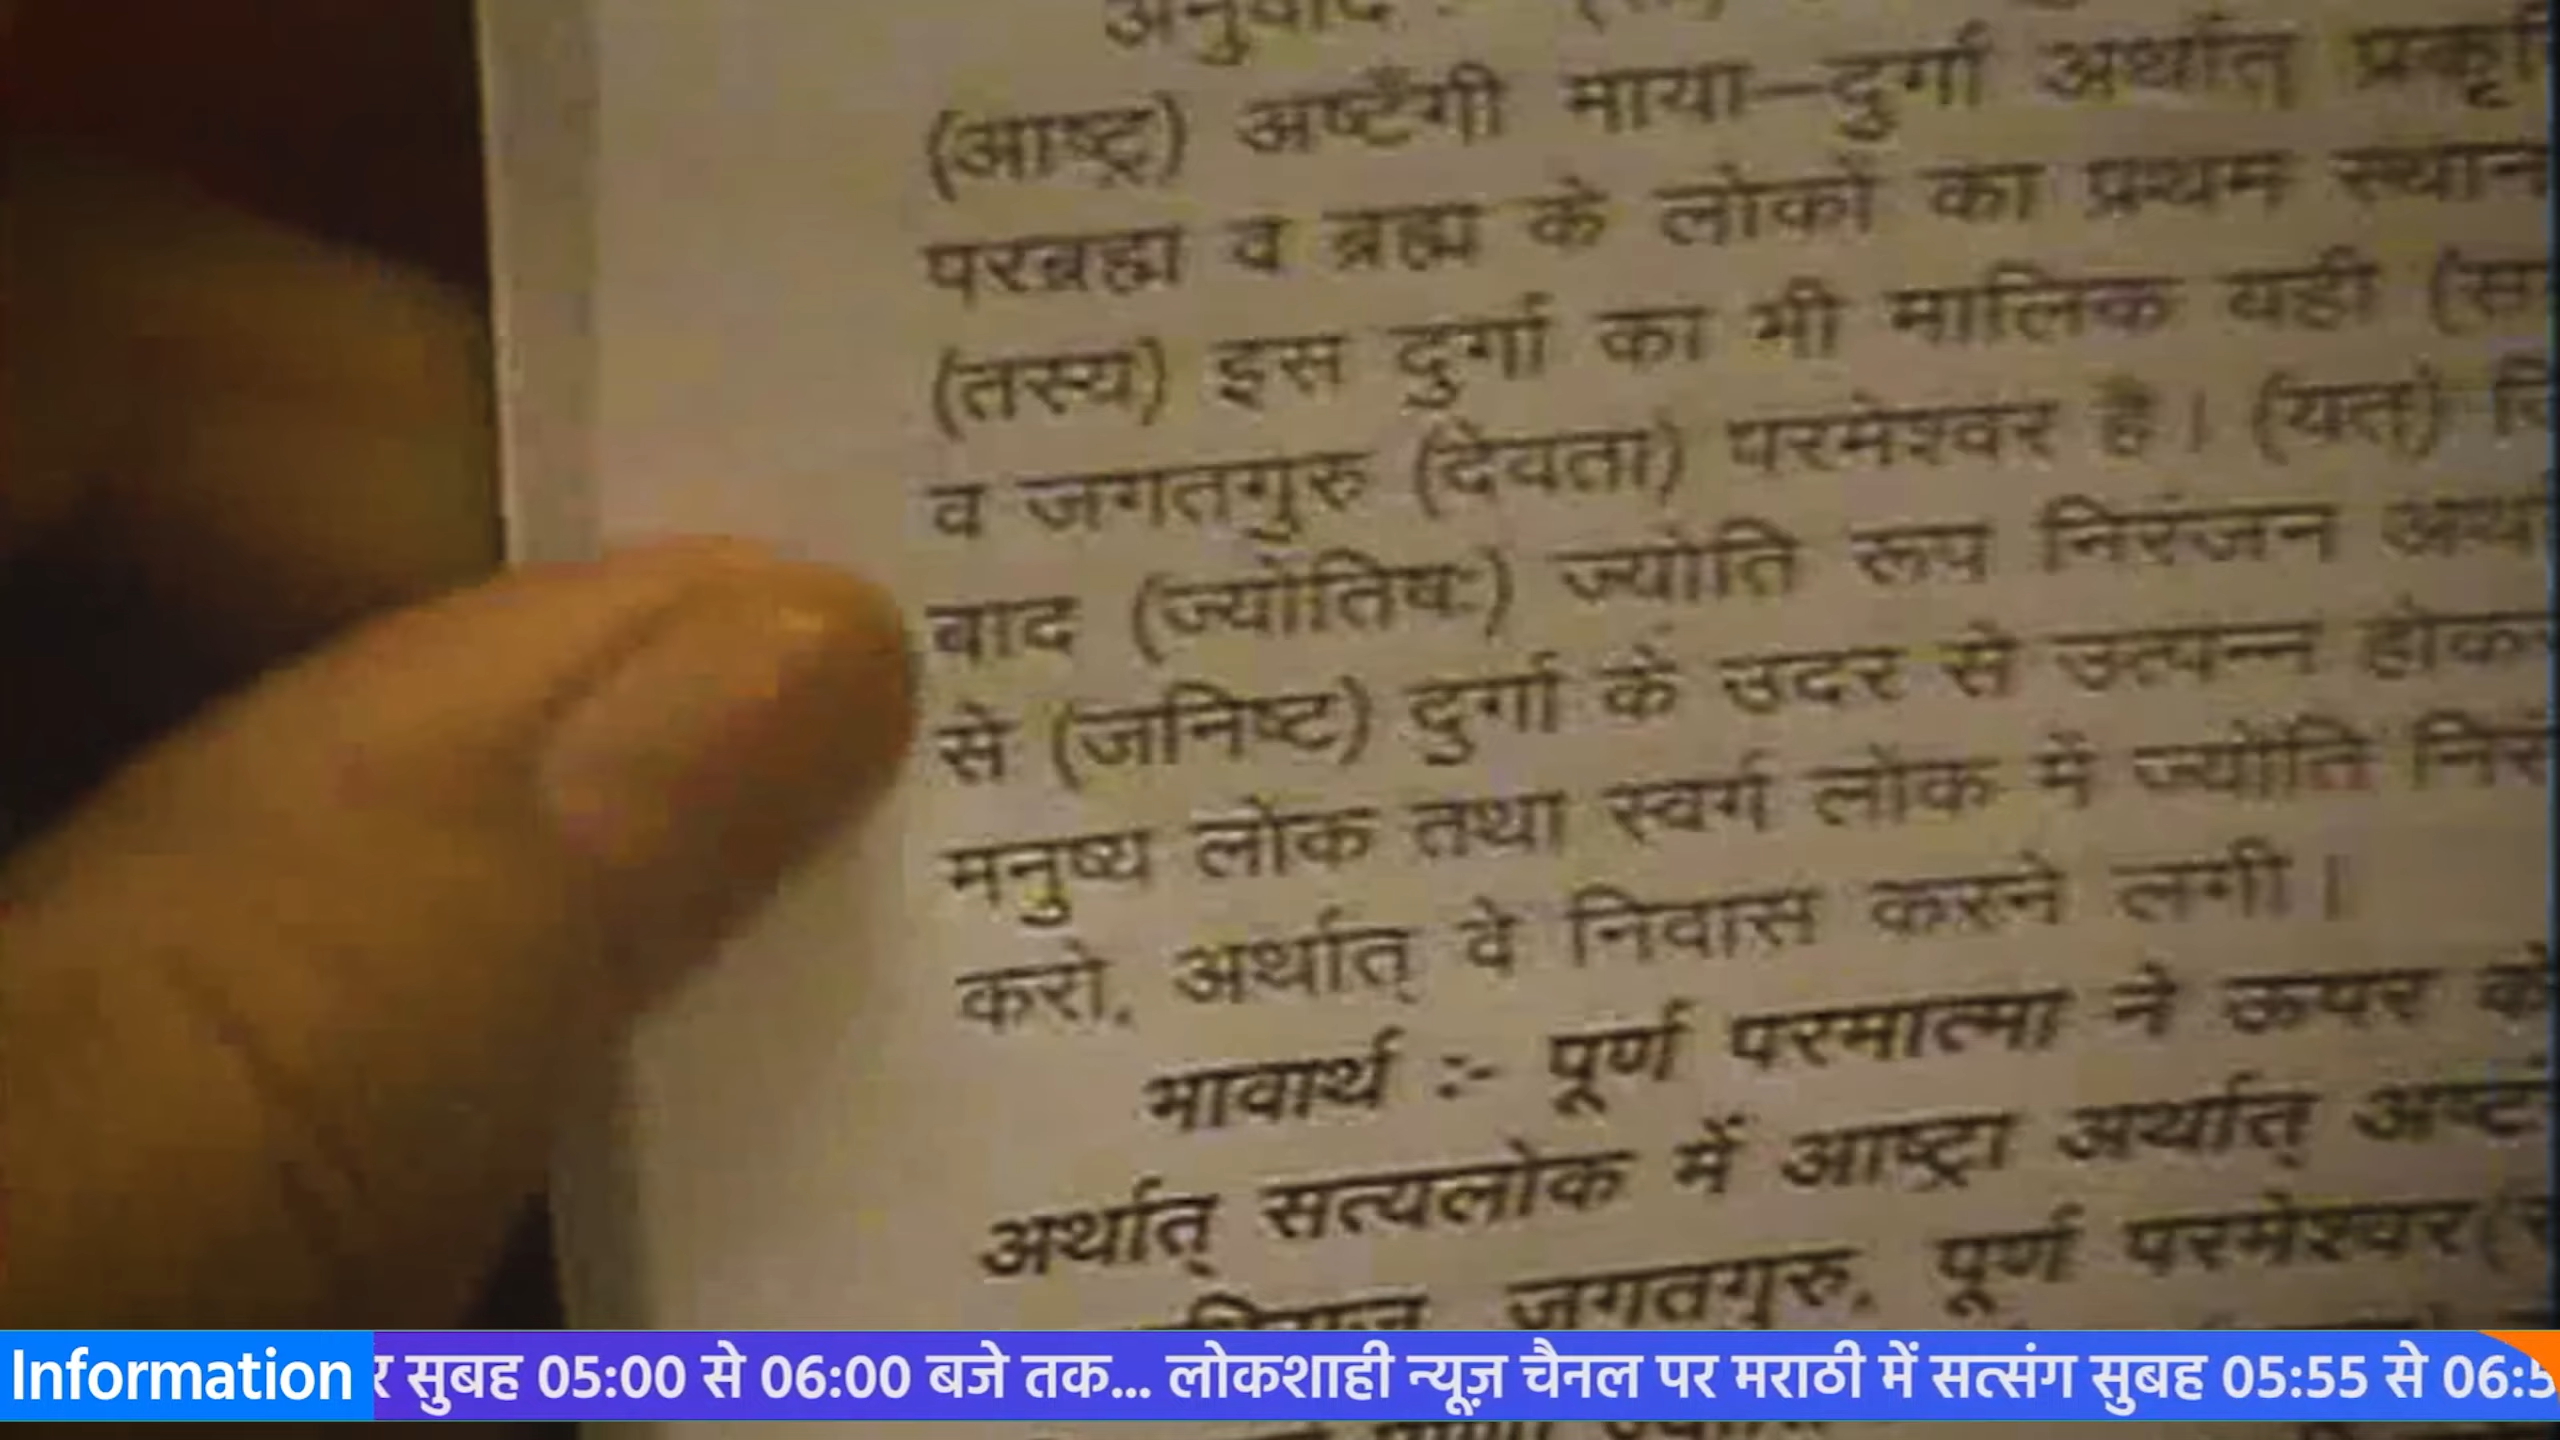 अनुवाद :-
(आष्ट्र) अष्टँगी माया–दुर्गा अर्थात् प्रकृति
परब्रह्म व ब्रह्म के लोकों का प्रथम स्थान
(तस्य) इस दुर्गा का भी मालिक यही
व जगतगुरु (देवता) परमेश्वर है। (यत्)
बाद (ज्योतिषः) ज्योति रूप निरंजन
से (जनिष्ट) दुर्गा के उदर से उत्पन्न
मनुष्य लोक तथा स्वर्ग लोक में ज्योति
करो, अर्थात् वे निवास करने लगी।
भावार्थ :- पूर्ण परमात्मा ने ऊपर के
अर्थात् सत्यलोक में आष्ट्रा अर्थात्
जगतगुरु, पूर्ण परमेश्वर
Information र सुबह 05:00 से 06:00 बजे तक... लोकशाही न्यूज़ चैनल पर मराठी में सत्संग सुबह 05:55 से 06:5